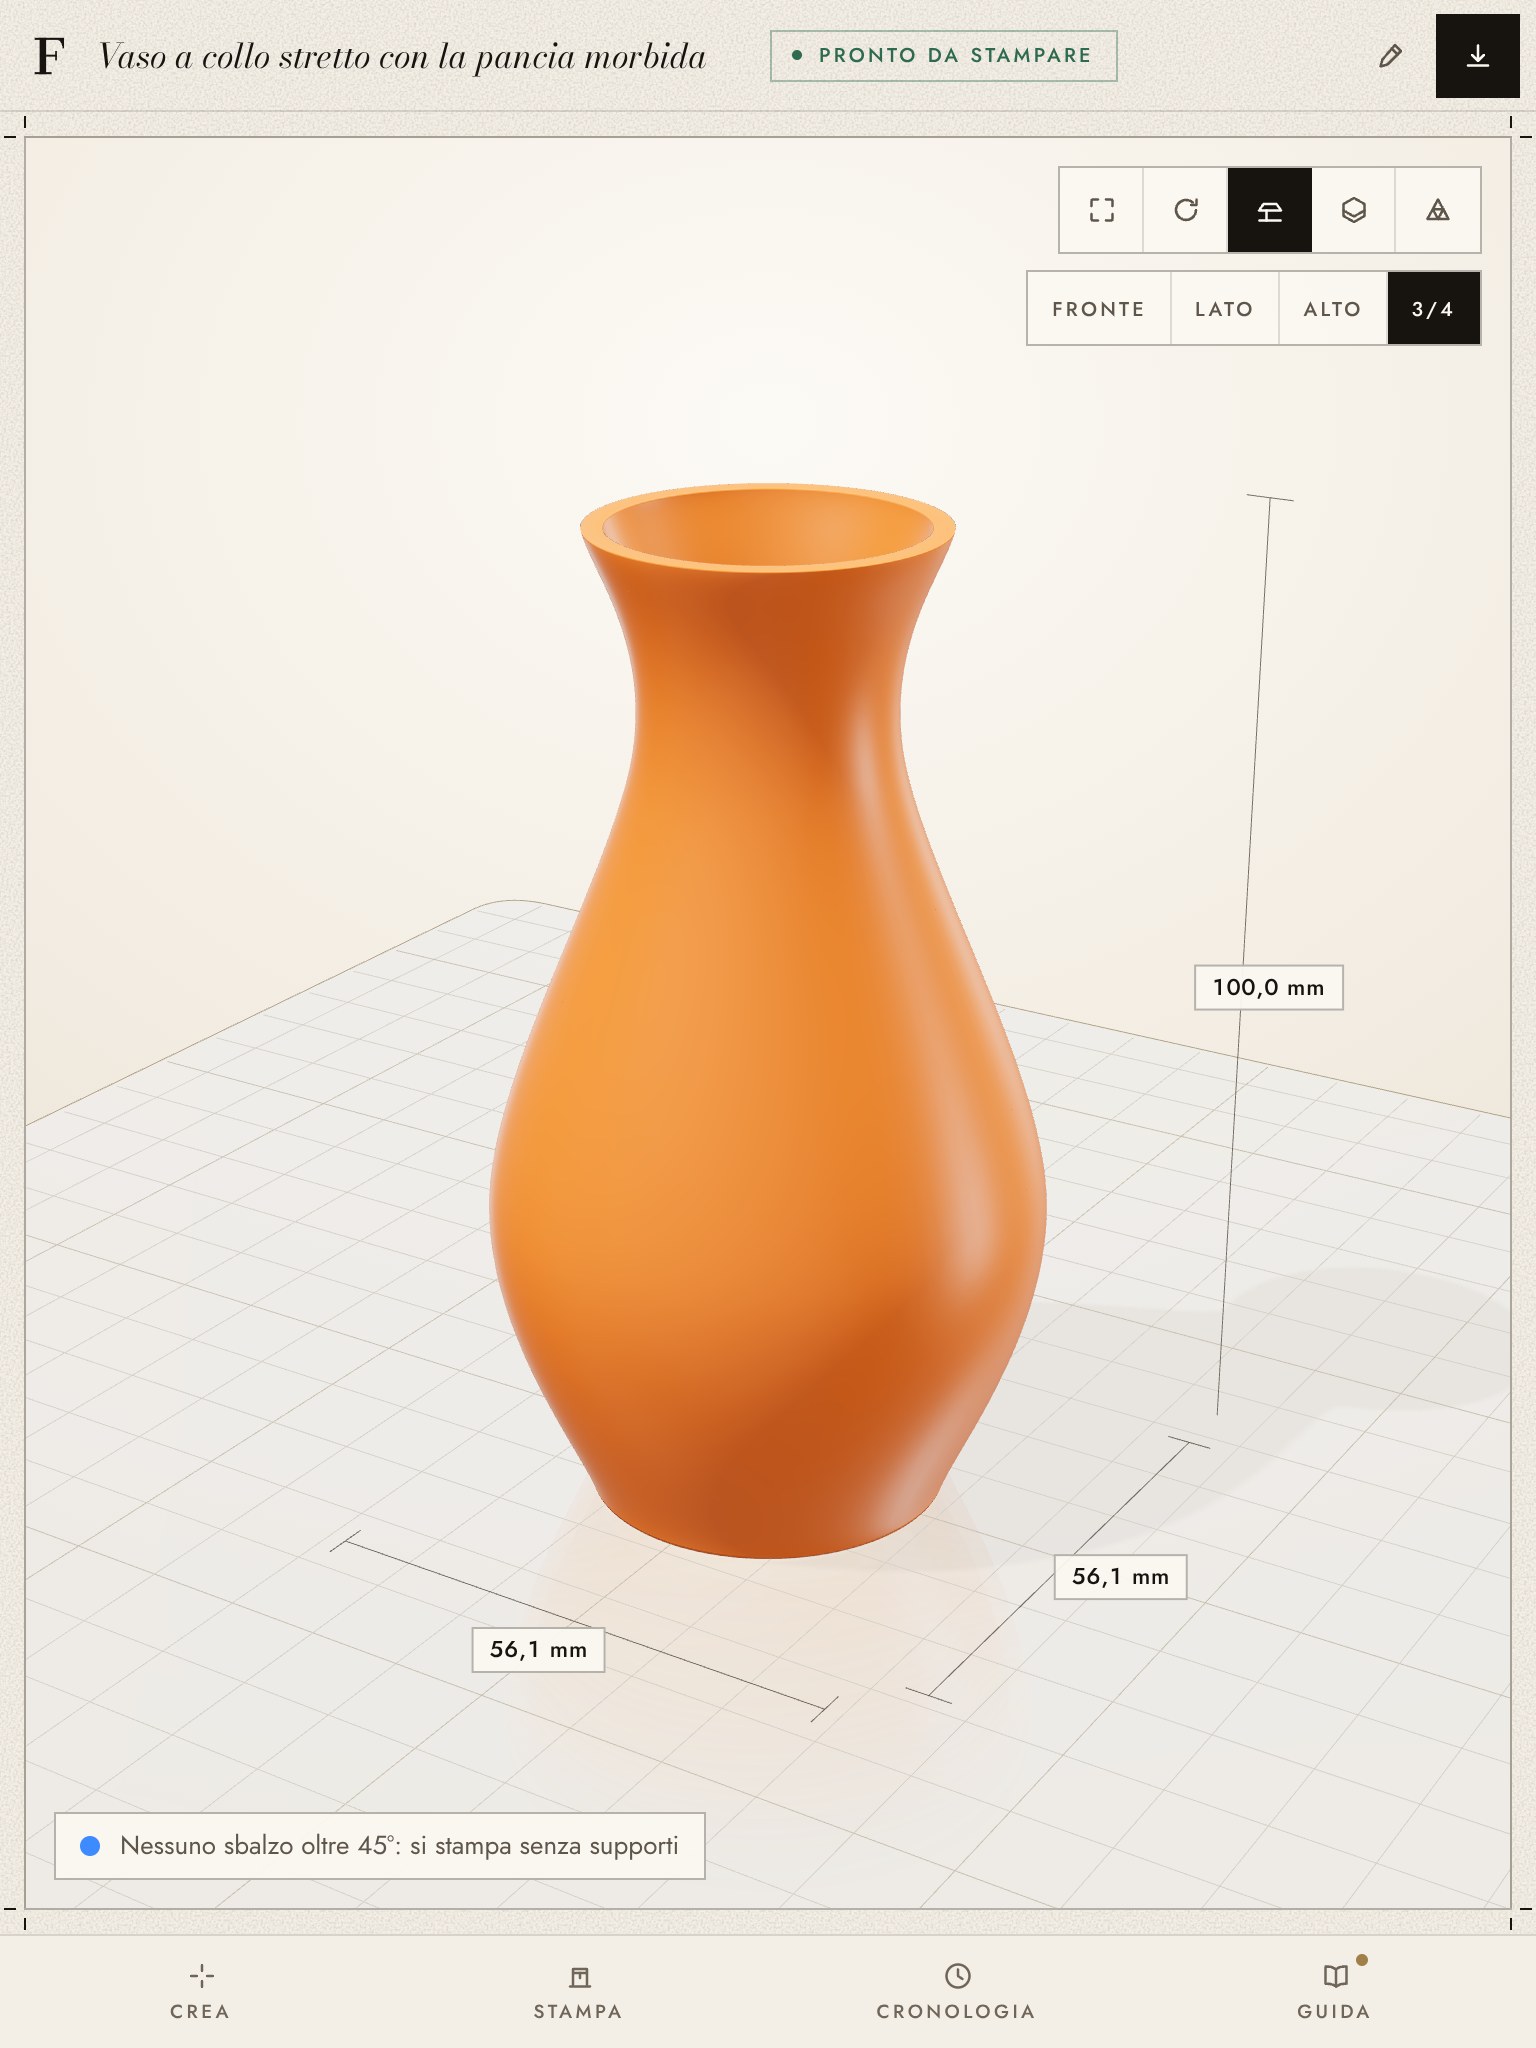 F
Vaso a collo stretto con la pancia morbida
PRONTO DA STAMPARE
FRONTE
LATO
ALTO
3/4
100,0 mm
56,1 mm
56,1 mm
Nessuno sbalzo oltre 45°: si stampa senza supporti
CREA
STAMPA
CRONOLOGIA
GUIDA